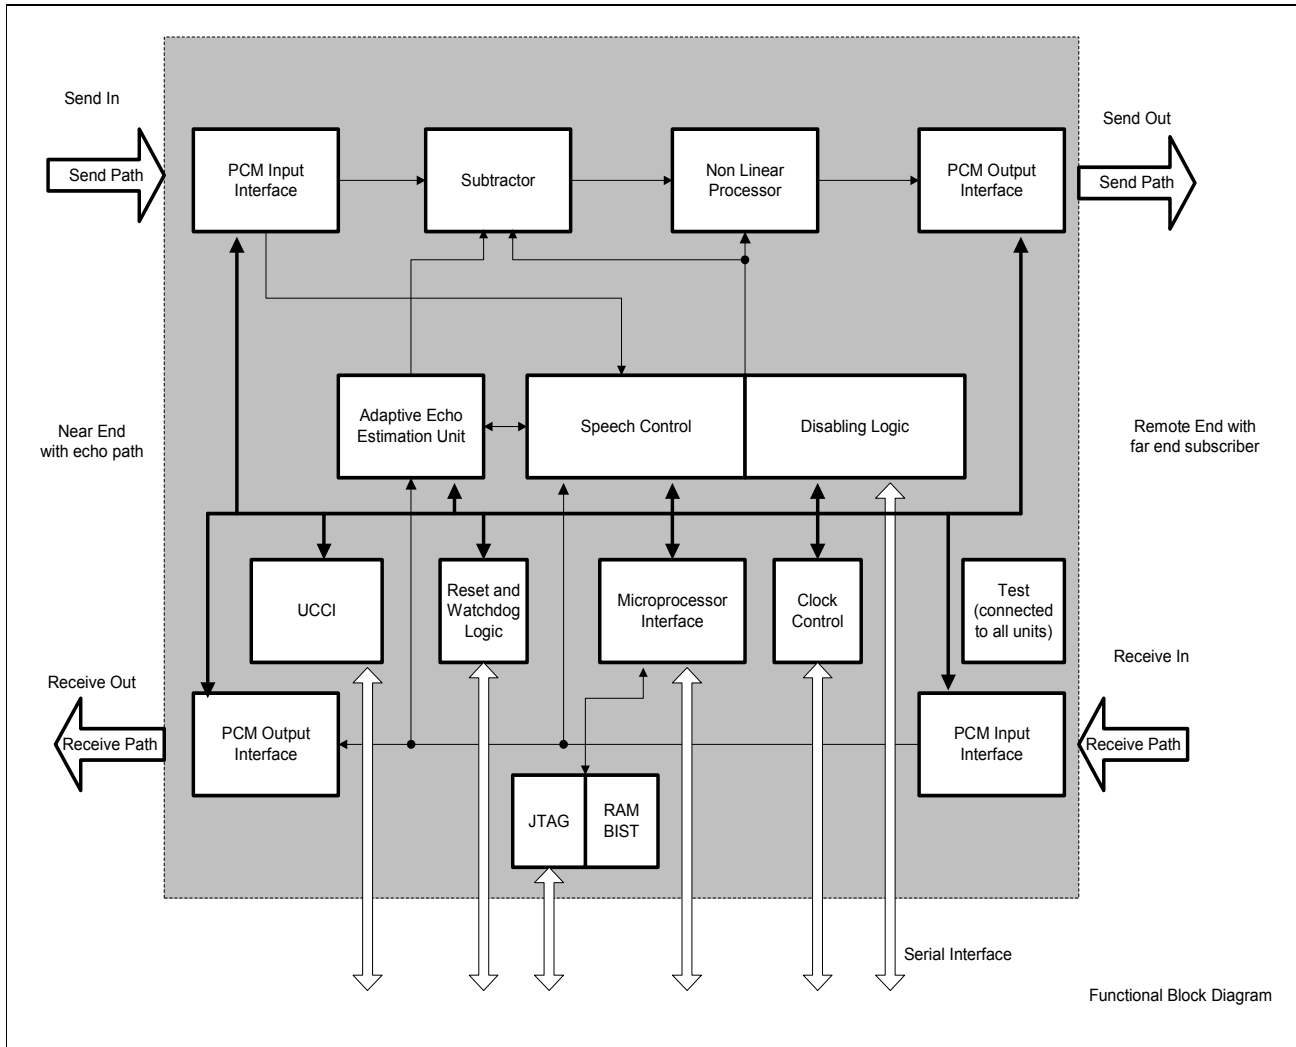 Send In
Send Out
Send Path
PCM Input
Interface
Subtractor
Non Linear
Processor
PCM Output
Interface
Send Path
Near End
with echo path
Adaptive Echo
Estimation Unit
Speech Control
Disabling Logic
Remote End with
far end subscriber
UCCI
Reset and
Watchdog
Logic
Microprocessor
Interface
Clock
Control
Test
(connected
to all units)
Receive Out
Receive In
Receive Path
PCM Output
Interface
PCM Input
Interface
Receive Path
JTAG
RAM
BIST
Serial Interface
Functional Block Diagram